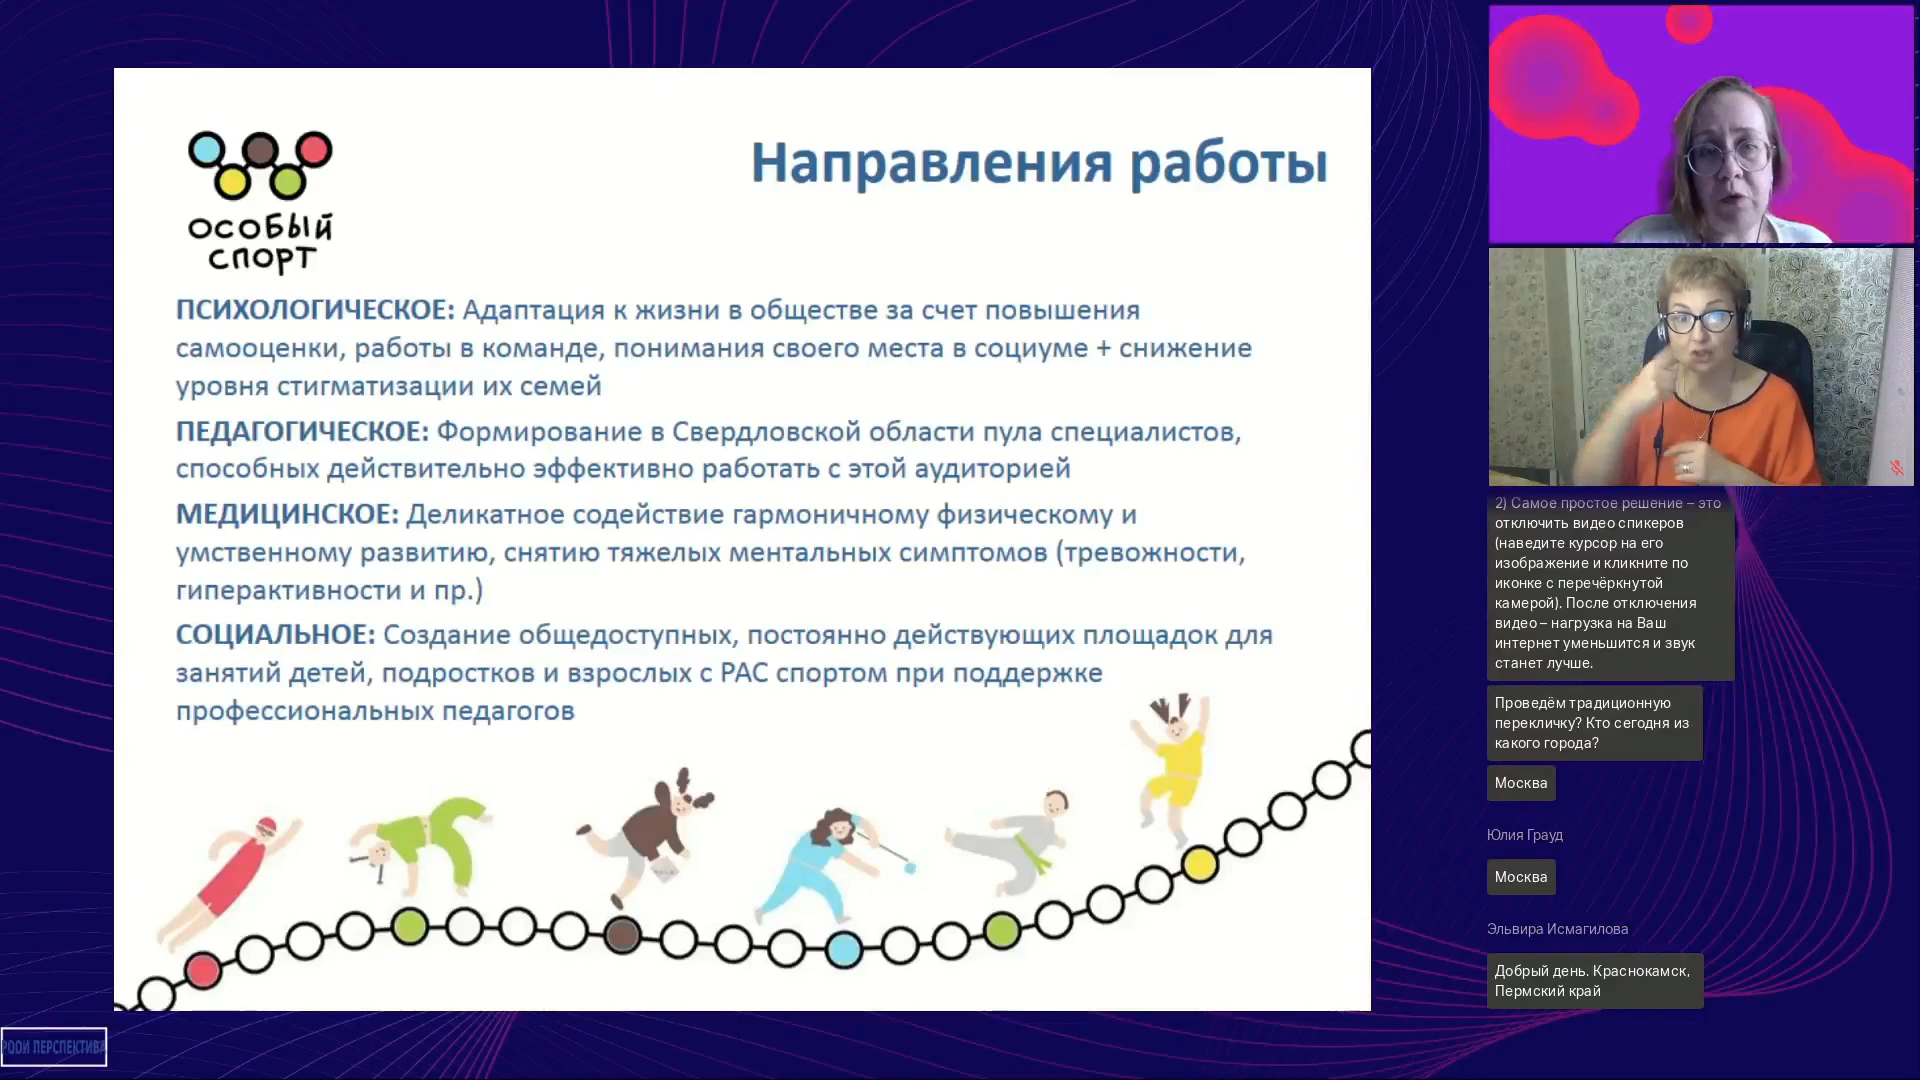 ОСОБЫЙ
СПОРТ
Направления работы
ПСИХОЛОГИЧЕСКОЕ: Адаптация к жизни в обществе за счет повышения
самооценки, работы в команде, понимания своего места в социуме + снижение
уровня стигматизации их семей
ПЕДАГОГИЧЕСКОЕ: Формирование в Свердловской области пула специалистов,
способных действительно эффективно работать с этой аудиторией
МЕДИЦИНСКОЕ: Деликатное содействие гармоничному физическому и
умственному развитию, снятию тяжелых ментальных симптомов (тревожности,
гиперактивности и пр.)
СОЦИАЛЬНОЕ: Создание общедоступных, постоянно действующих площадок для
занятий детей, подростков и взрослых с РАС спортом при поддержке
профессиональных педагогов
2) Самое простое решение – это
отключить видео спикеров
(наведите курсор на его
изображение и кликните по
иконке с перечёркнутой
камерой). После отключения
видео – нагрузка на Ваш
интернет уменьшится и звук
станет лучше.
Проведём традиционную
перекличку? Кто сегодня из
какого города?
Москва
Юлия Грауд
Москва
Эльвира Исмагилова
Добрый день. Краснокамск,
Пермский край
РООИ ПЕРСПЕКТИВА